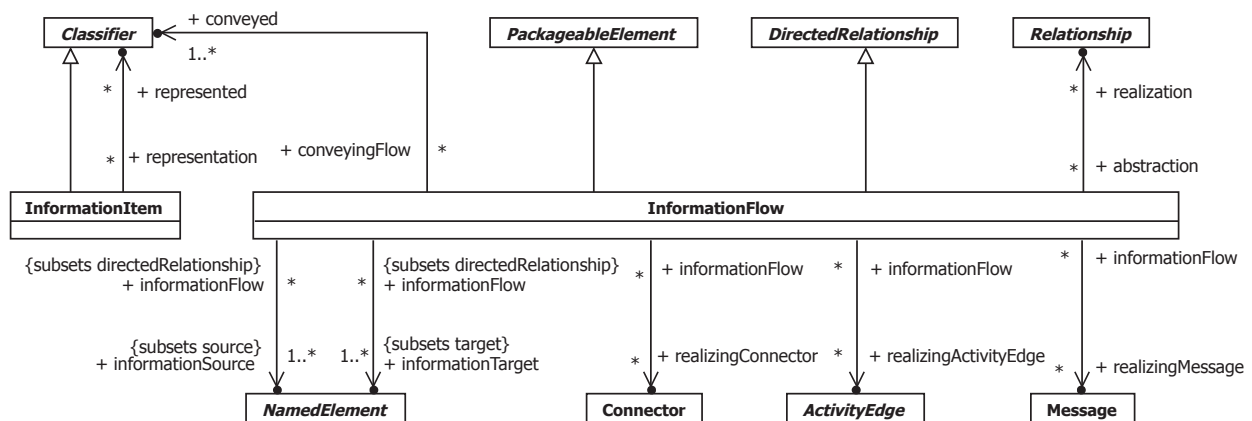 + conveyed
Classifier
PackageableElement
DirectedRelationship
Relationship
1..*
* + represented
* + realization
* + representation
+ conveyingFlow *
* + abstraction
InformationItem
InformationFlow
{subsets directedRelationship}
+ informationFlow *
{subsets directedRelationship}
* + informationFlow
* + informationFlow
* + informationFlow
* + informationFlow
{subsets source}
+ informationSource 1..*
{subsets target}
1..* + informationTarget
* + realizingConnector
* + realizingActivityEdge
* + realizingMessage
NamedElement
Connector
ActivityEdge
Message